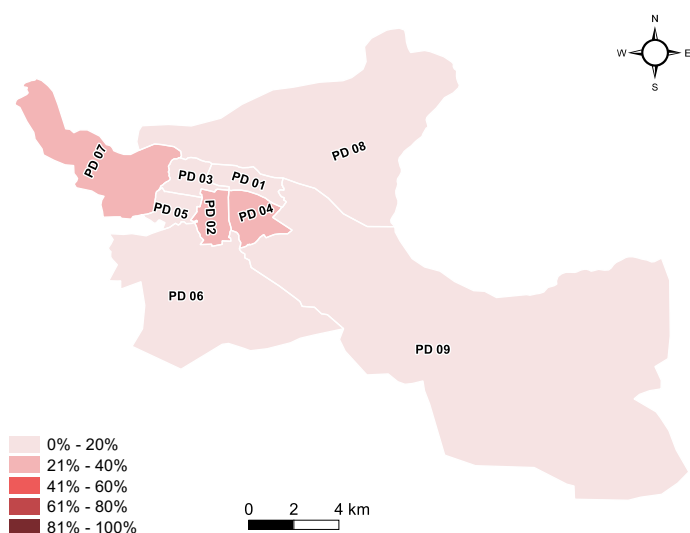 N
W E
S
PD 08
PD 07
PD 03
PD 01
PD 05
PD 02
PD 04
PD 06
PD 09
0% - 20%
21% - 40%
41% - 60%
61% - 80%
81% - 100%
0 2 4 km